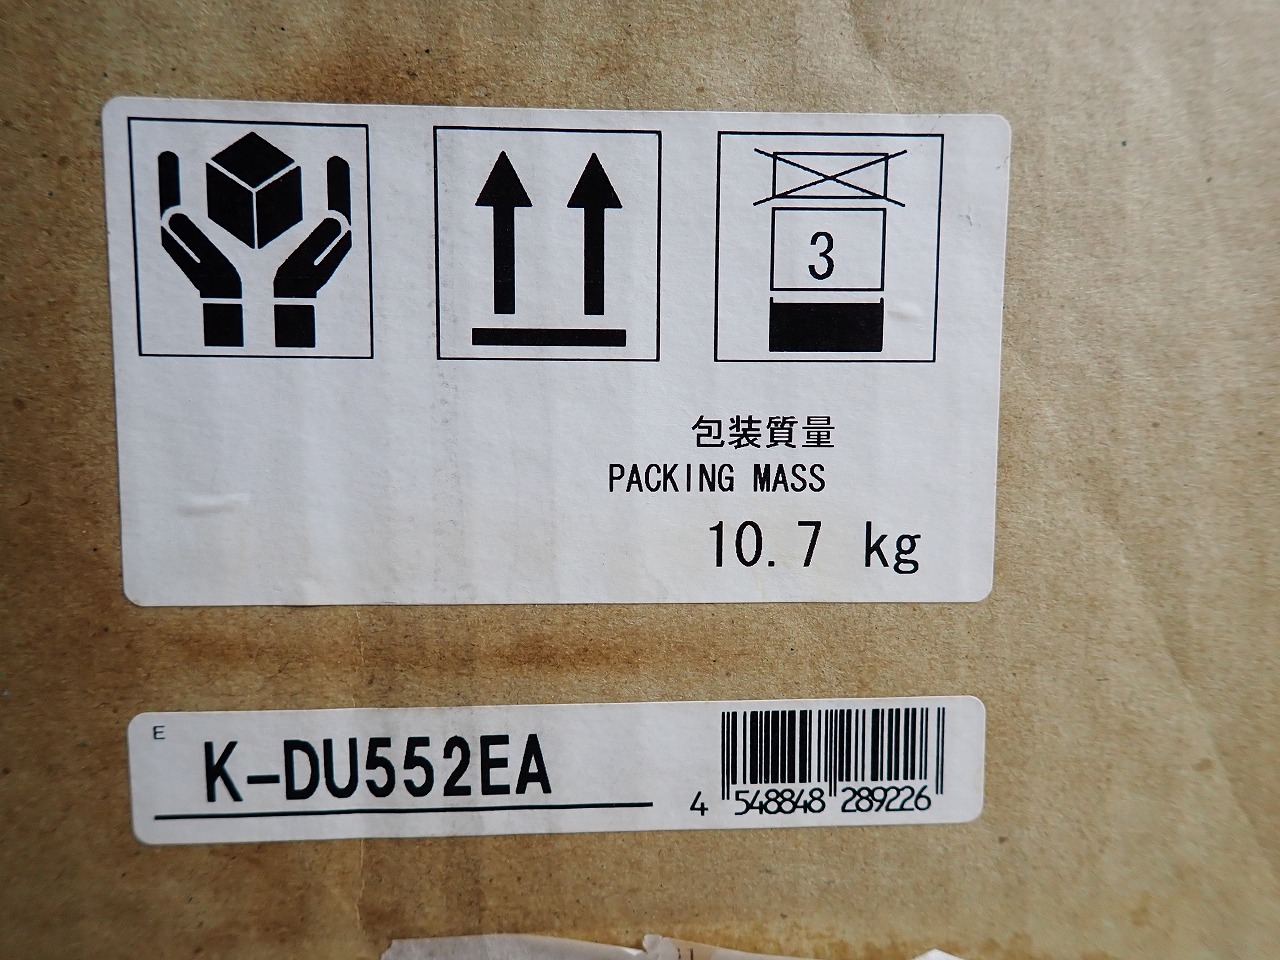 3
包装質量
PACKING MASS
10.7 kg
E
K-DU552EA
4 548848 289226